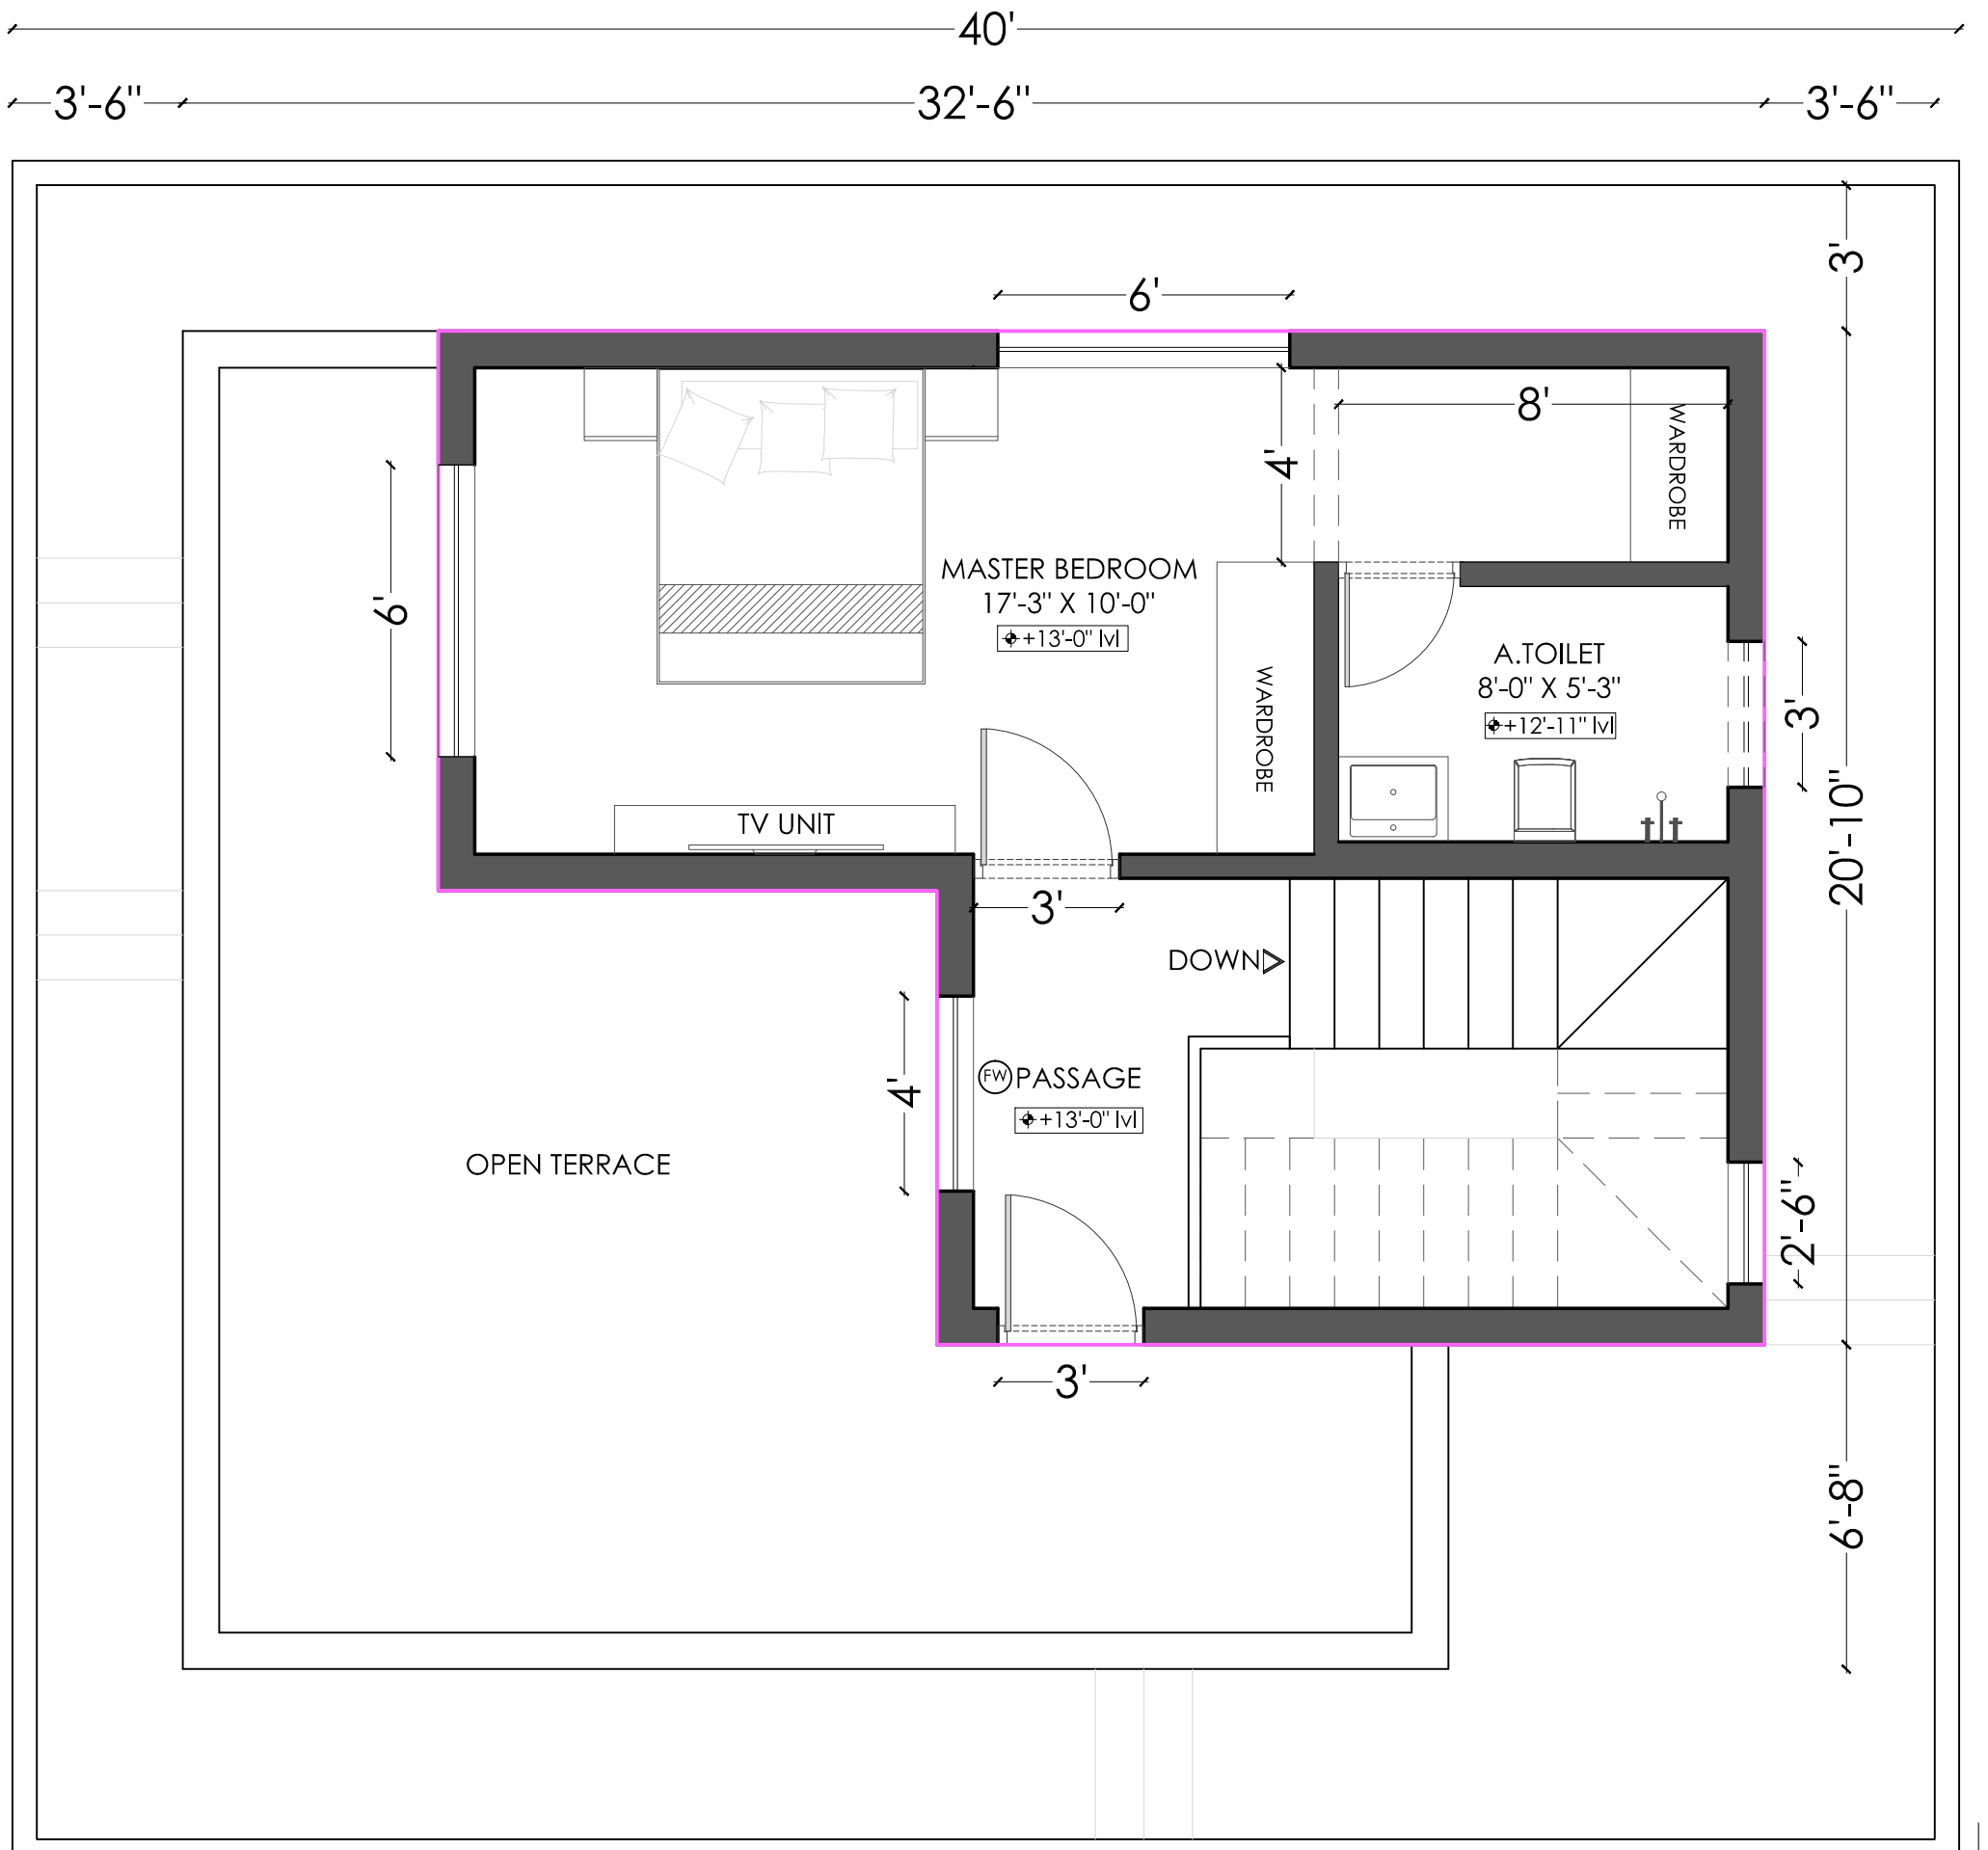 40'
3'-6"
32'-6"
3'-6"
3'
6'
8'
WARDROBE
4'
MASTER BEDROOM
17'-3" X 10'-0"
+13'-0" lvl
6'
A.TOILET
8'-0" X 5'-3"
+12'-11" lvl
3'
WARDROBE
TV UNIT
20'-10"
3'
DOWN
FW PASSAGE
+13'-0" lvl
4'
OPEN TERRACE
2'-6"
3'
6'-8"